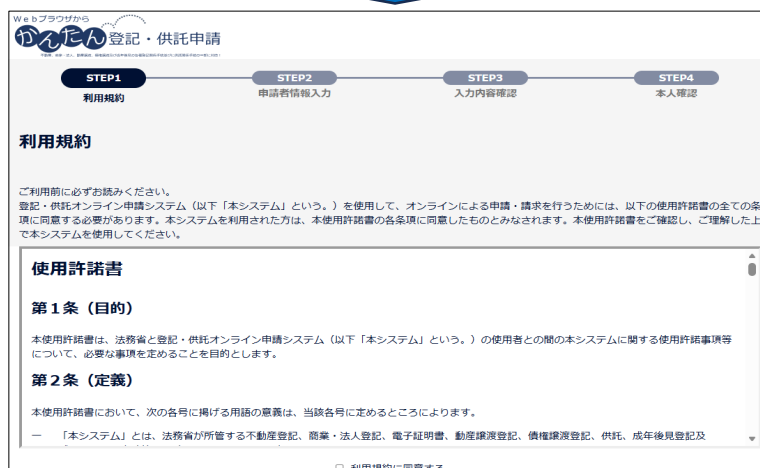 Webブラウザから
かんたん登記・供託申請
STEP1
STEP2
STEP3
STEP4
利用規約
申請者情報入力
入力内容確認
本人確認
利用規約
ご利用前に必ずお読みください。
登記・供託オンライン申請システム（以下「本システム」という。）を使用して、オンラインによる申請・請求を行うためには、以下の使用許諾書の全ての条
項に同意する必要があります。本システムを利用された方は、本使用許諾書の各条項に同意したものとみなされます。本使用許諾書をご確認し、ご理解した上
で本システムを使用してください。
使用許諾書
第１条（目的）
本使用許諾書は、法務省と登記・供託オンライン申請システム（以下「本システム」という。）の使用者との間の本システムに関する使用許諾事項等
について、必要な事項を定めることを目的とします。
第２条（定義）
本使用許諾書において、次の各号に掲げる用語の意義は、当該各号に定めるところによります。
一　「本システム」とは、法務省が所管する不動産登記、商業・法人登記、電子証明書、動産譲渡登記、債権譲渡登記、供託、成年後見登記及
利用規約に同意する